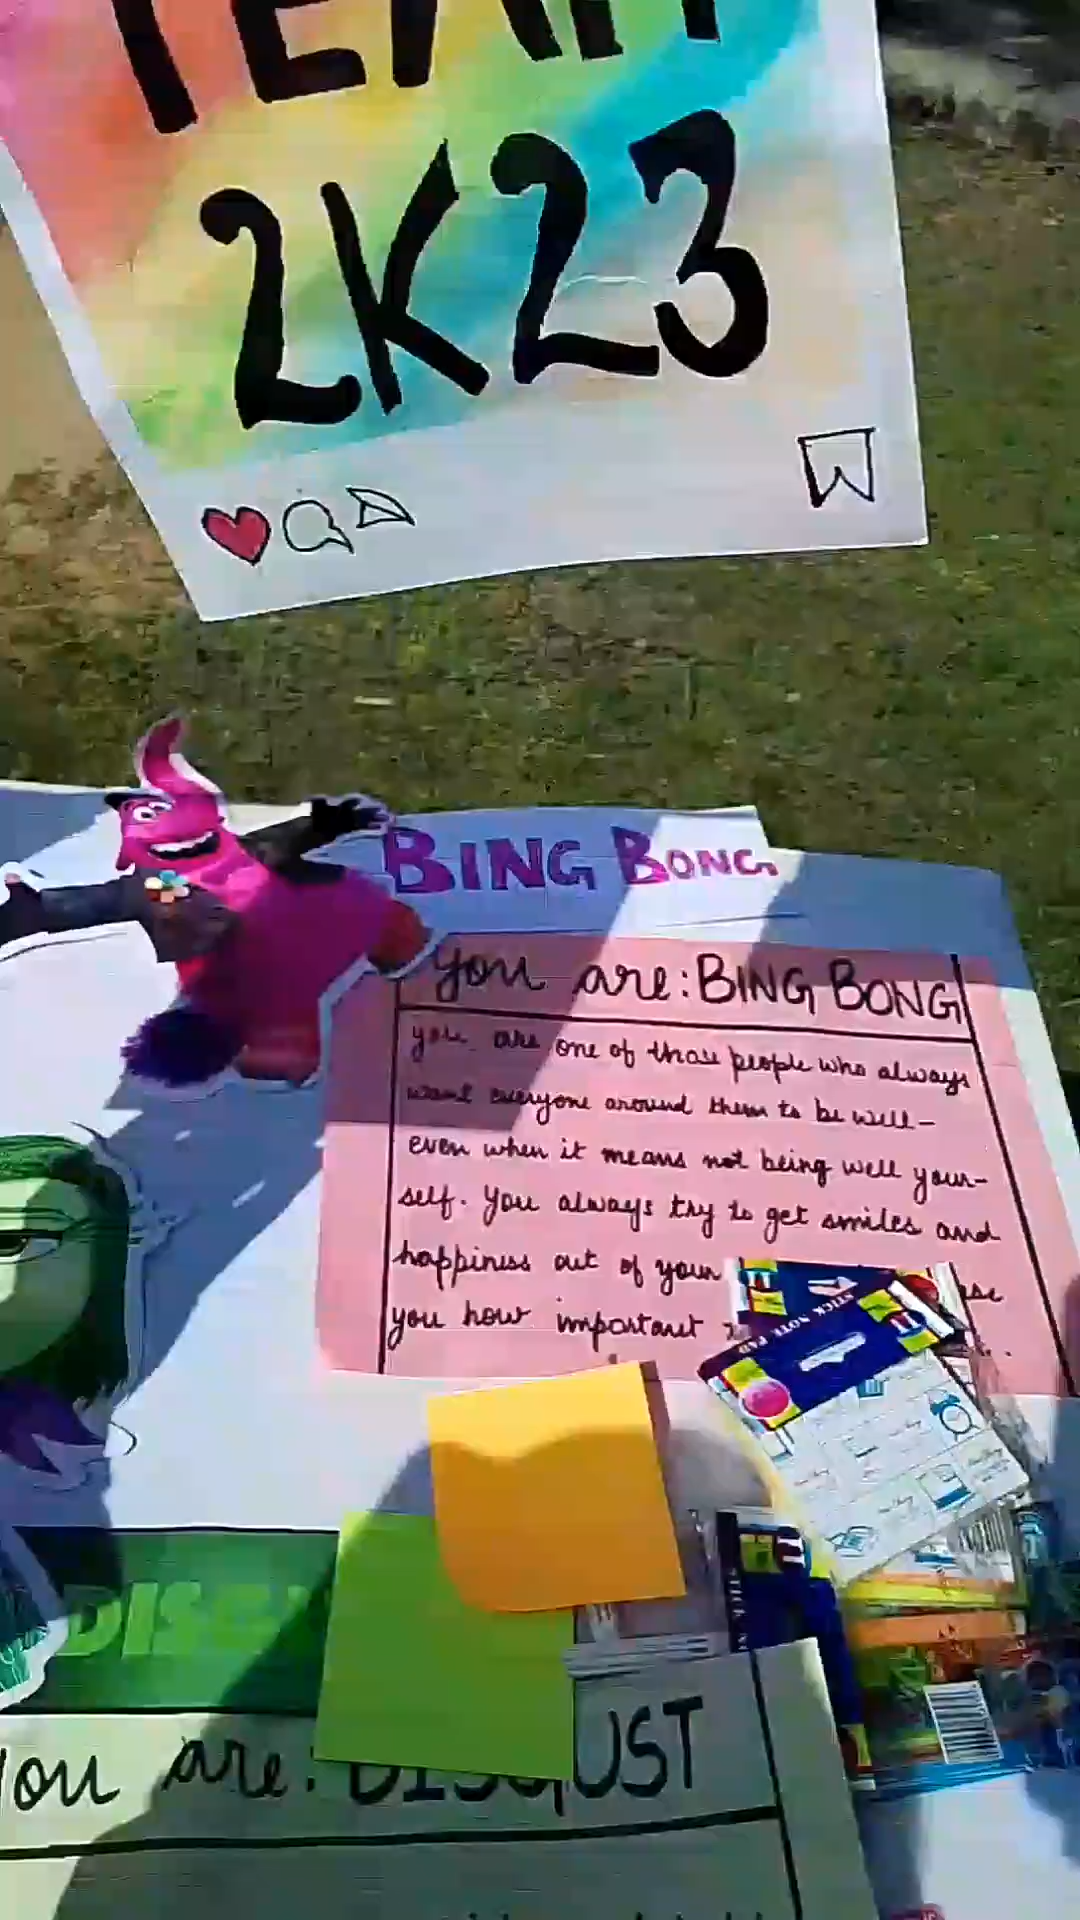 2K23
BING BONG
you are: BING BONG
you are one of those people who always
want everyone around them to be well-
even when it means not being well your-
self. you always try to get smiles and
happiness out of your
you how important
STICK NOTE PAD
you are: DISGUST